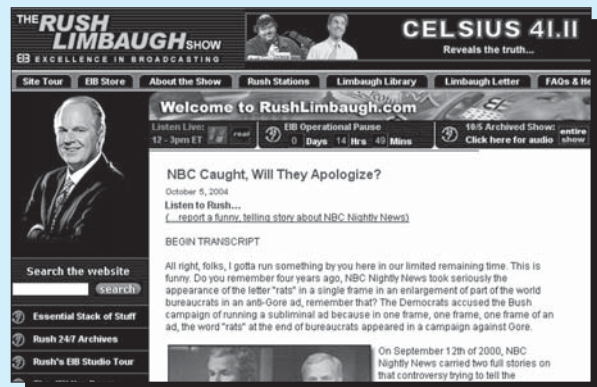 THE RUSH
LIMBAUGH SHOW
EIB EXCELLENCE IN BROADCASTING
CELSIUS 41.11
Reveals the truth...
Site Tour EIB Store About the Show Rush Stations Limbaugh Library Limbaugh Letter FAQs & He
Welcome to RushLimbaugh.com
Listen Live:
12 - 3pm ET real
EIB Operational Pause
0 Days 14 Hrs 49 Mins
10/5 Archived Show:
Click here for audio
entire
show
NBC Caught, Will They Apologize?
October 5, 2004
Listen to Rush...
(...report a funny, telling story about NBC Nightly News)
BEGIN TRANSCRIPT
All right, folks, I gotta run something by you here in our limited remaining time. This is
funny. Do you remember four years ago, NBC Nightly News took seriously the
appearance of the letter "rats" in a single frame in an enlargement of part of the world
bureaucrats in an anti-Gore ad, remember that? The Democrats accused the Bush
campaign of running a subliminal ad because in one frame, one frame, one frame of an
ad, the word "rats" at the end of bureaucrats appeared in a campaign against Gore.
On September 12th of 2000, NBC
Nightly News carried two full stories on
that controversy trying to tell the
Search the website
search
Essential Stack of Stuff
Rush 24/7 Archives
Rush's EIB Studio Tour